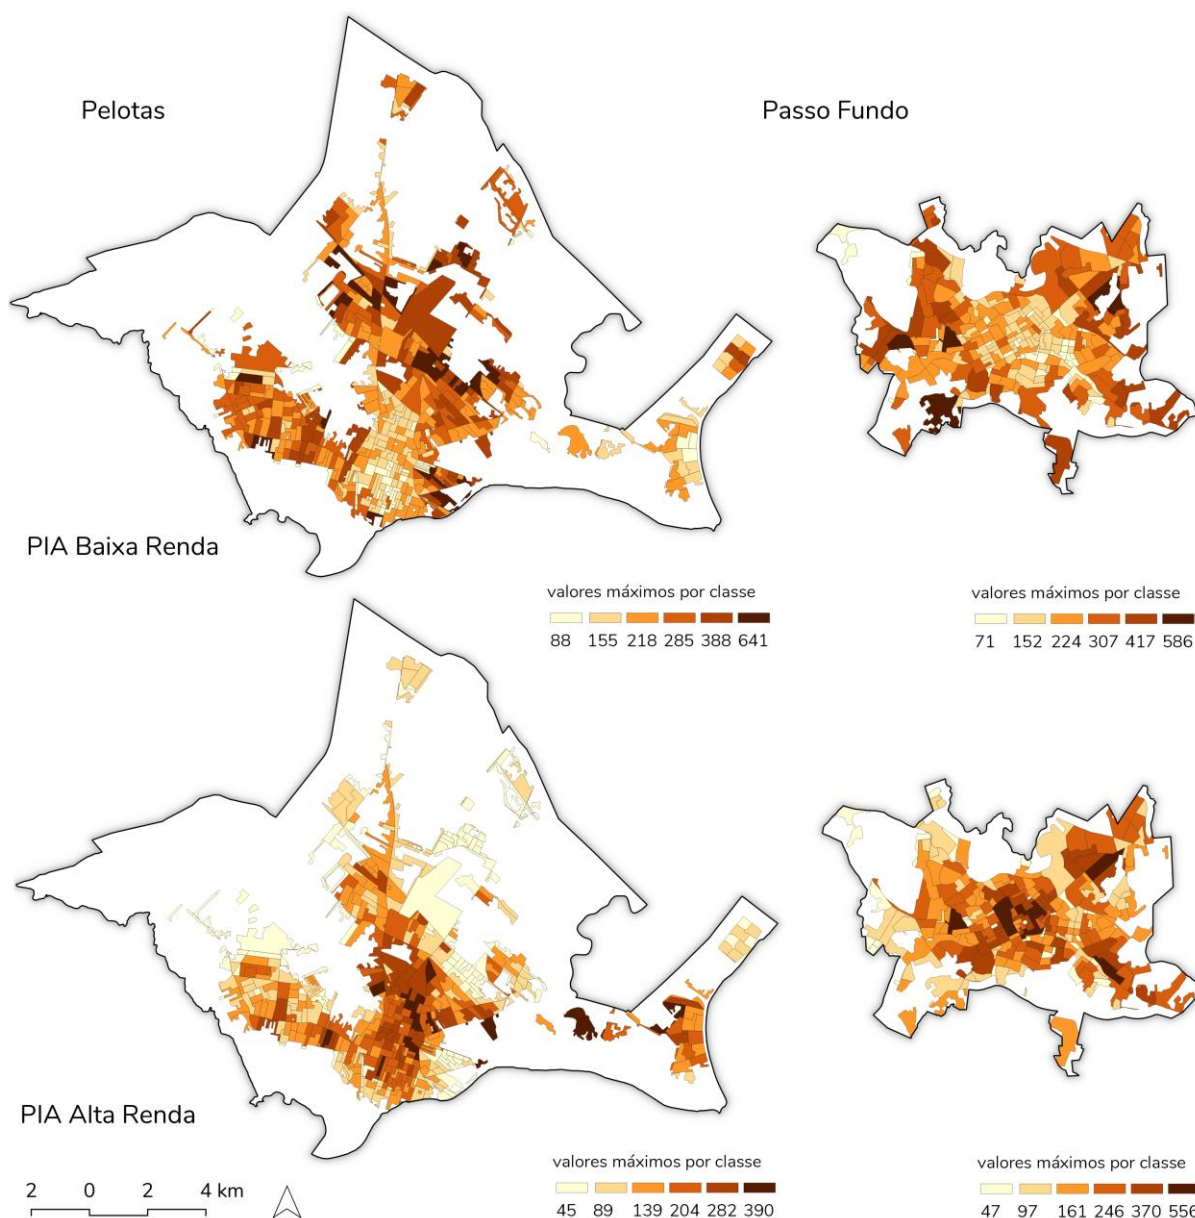 Pelotas
Passo Fundo
PIA Baixa Renda
valores máximos por classe
88 155 218 285 388 641
valores máximos por classe
71 152 224 307 417 586
PIA Alta Renda
valores máximos por classe
45 89 139 204 282 390
valores máximos por classe
47 97 161 246 370 556
2 0 2 4 km